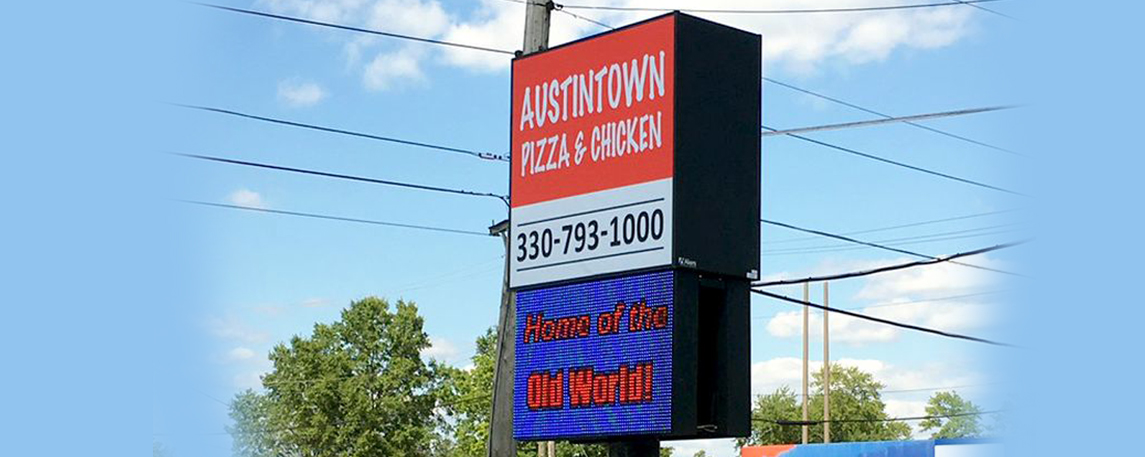 AUSTINTOWN
PIZZA & CHICKEN
330-793-1000
Home of the
Old World!